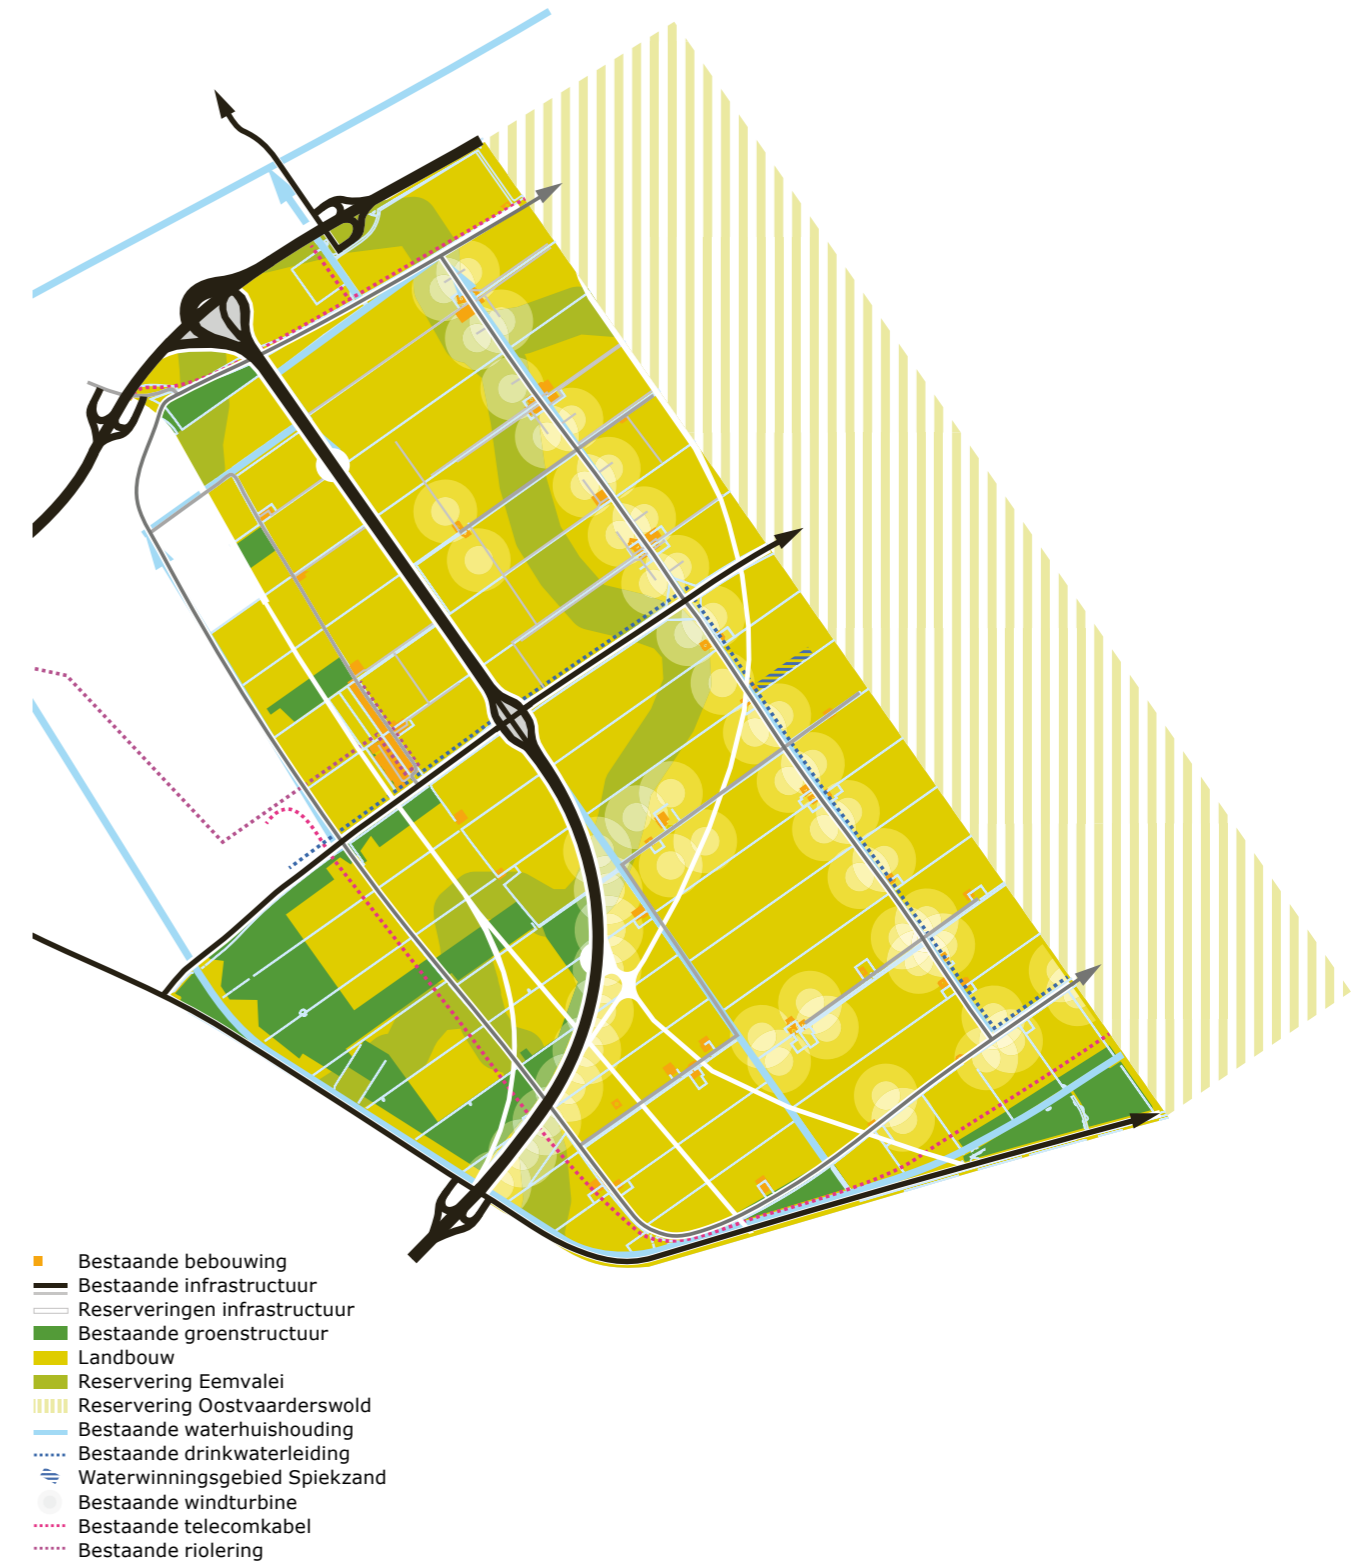 Bestaande bebouwing
Bestaande infrastructuur
Reserveringen infrastructuur
Bestaande groenstructuur
Landbouw
Reservering Eemvalei
Reservering Oostvaarderswold
Bestaande waterhuishouding
Bestaande drinkwaterleiding
Waterwinningsgebied Spiekzand
Bestaande windturbine
Bestaande telecomkabel
Bestaande riolering